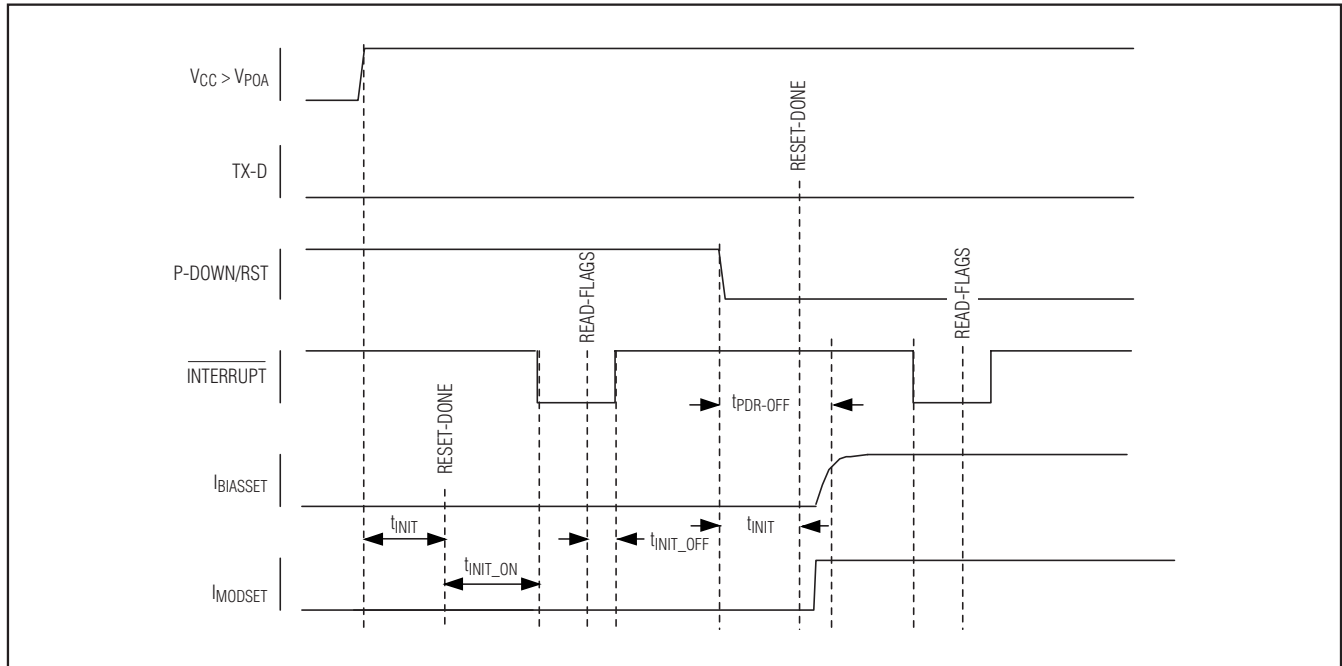 VCC > VPOA
RESET-DONE
TX-D
P-DOWN/RST
READ-FLAGS
READ-FLAGS
INTERRUPT
tPDR-OFF
RESET-DONE
IBIASSET
tINIT
tINIT_OFF
tINIT
tINIT_ON
IMODSET